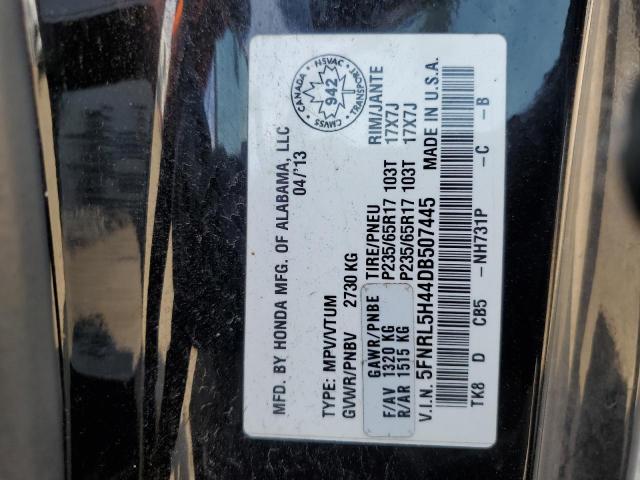 MFD. BY HONDA MFG. OF ALABAMA, LLC
04/'13
TYPE: MPV/VTUM
GVWR/PNBV 2730 KG
GAWR/PNBE TIRE/PNEU RIM/JANTE
F/AV 1320 KG P235/65R17 103T 17X7J
R/AR 1515 KG P235/65R17 103T 17X7J
V.I.N. 5FNRL5H44DB507445 MADE IN U.S.A.
TK8 D CB5 -NH731P -C -B
CANADA
NSVAC
942
CMVSS
TRANSPORT